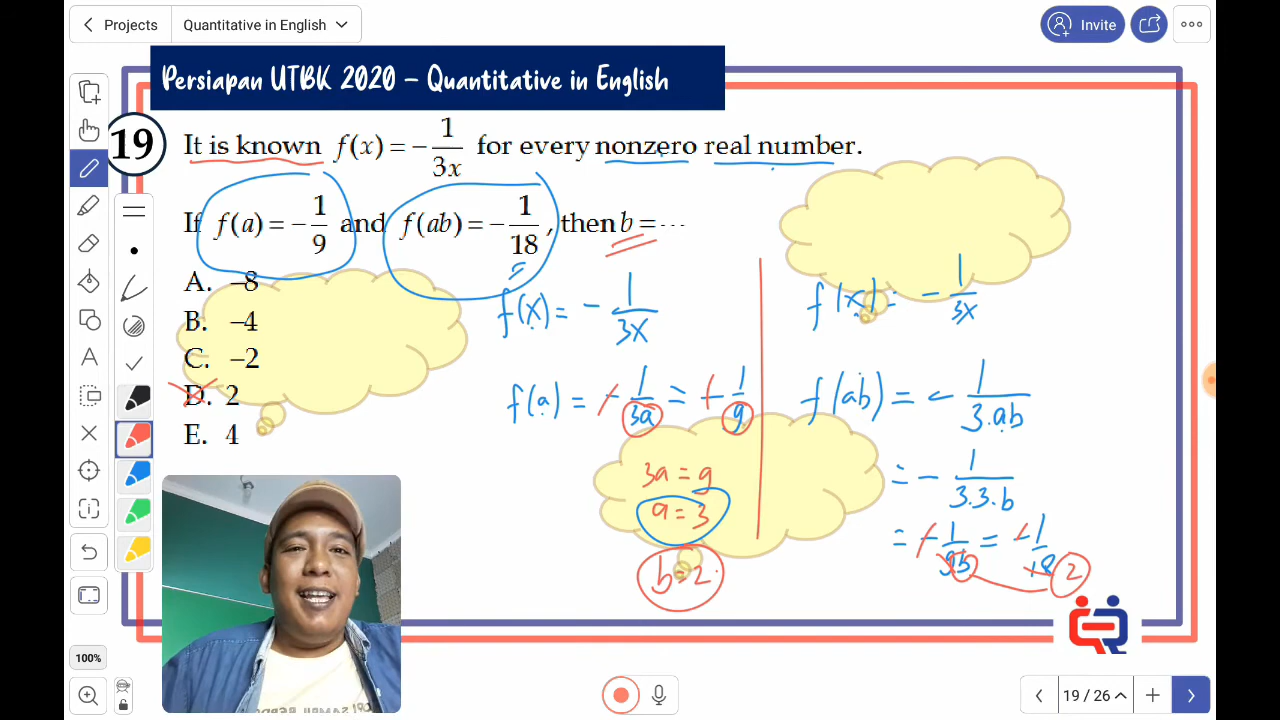 Projects
Quantitative in English
Invite
Persiapan UTBK 2020 – Quantitative in English
19
It is known f(x) = −1/3x for every nonzero real number.
If f(a) = −1/9 and f(ab) = −1/18, then b = ⋯
A. −8
B. −4
C. −2
D. 2
E. 4
f(x) = − 1/3x
f(a) = − 1/3a = − 1/9
3a = 9
a = 3
b = 2
f(x) = − 1/3x
f(ab) = − 1/3.ab
= − 1/3.3.b
= − 1/9b = − 1/18
2
100%
19 / 26